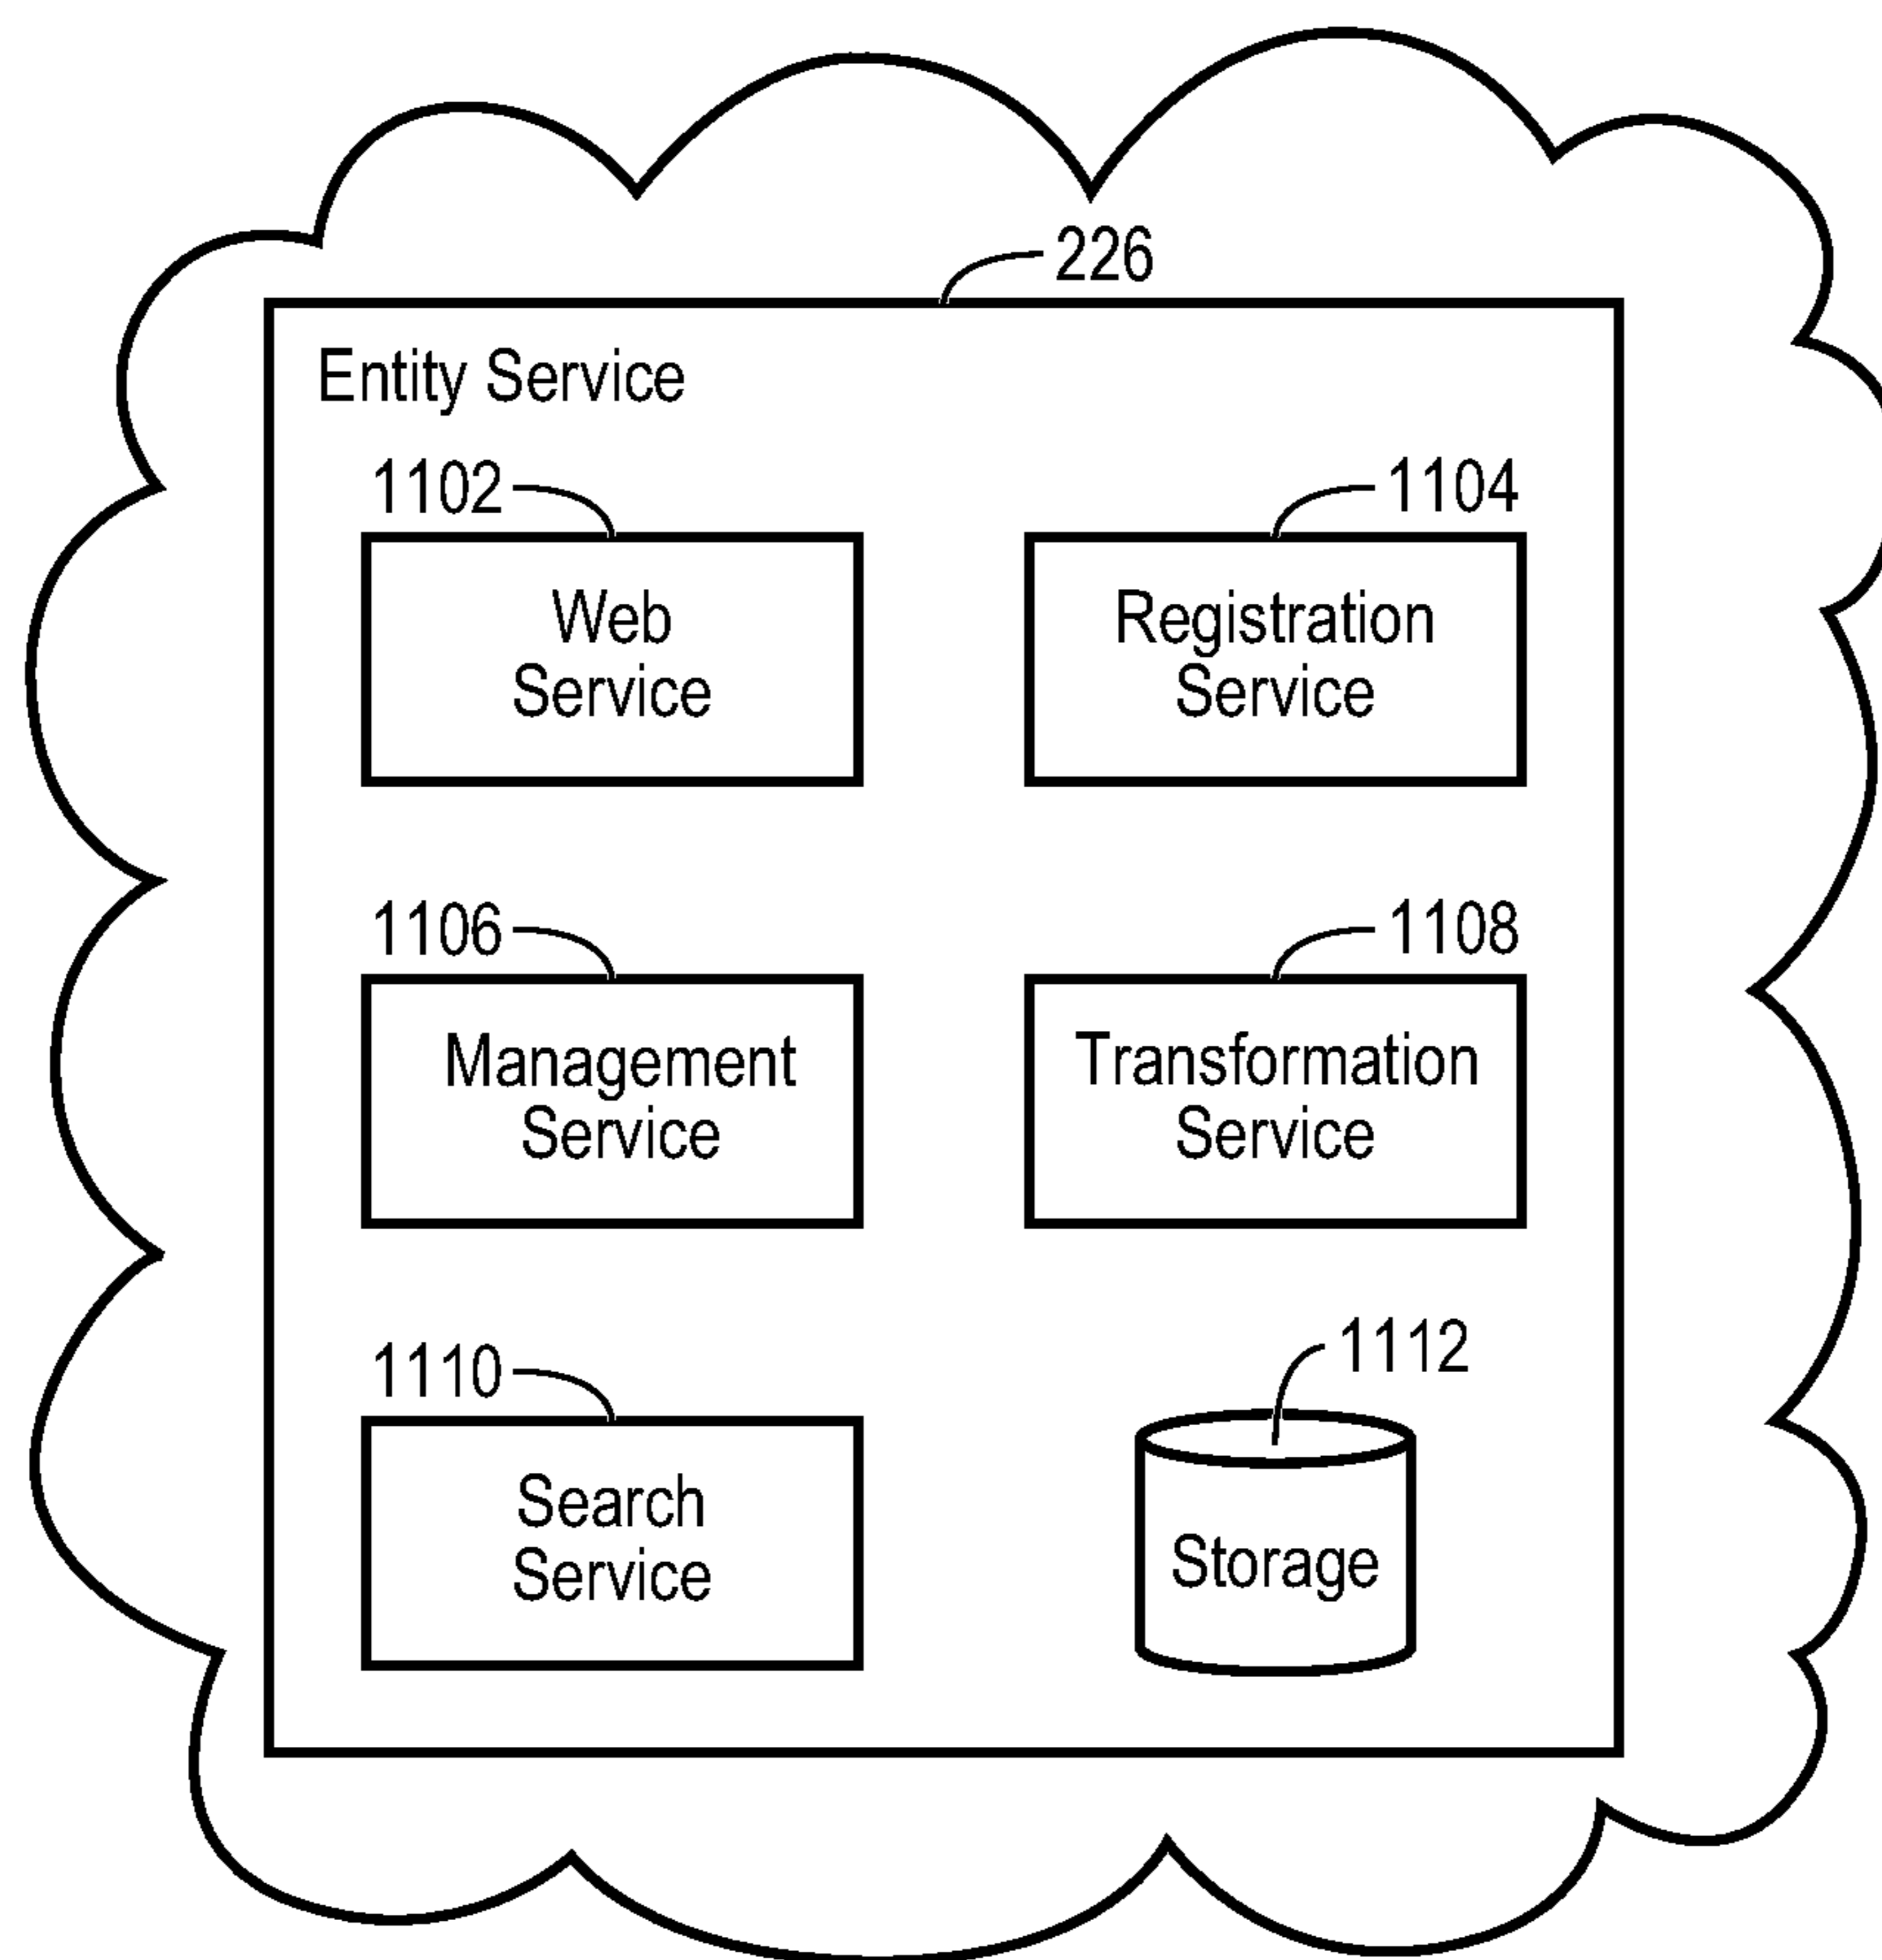 226
Entity Service
1102
1104
Web
Service
Registration
Service
1106
1108
Management
Service
Transformation
Service
1110
1112
Search
Service
Storage